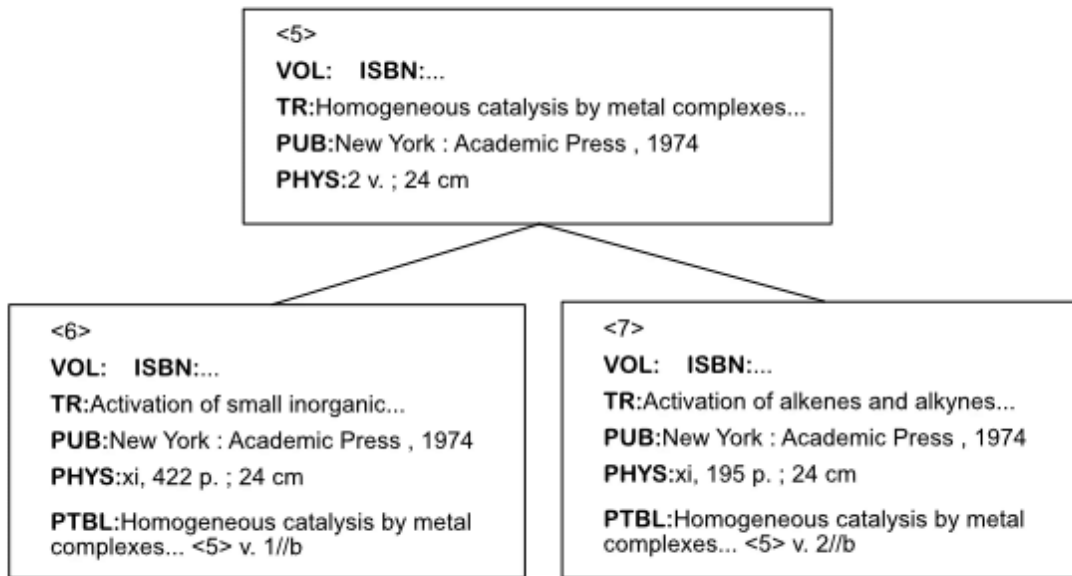 <5>
VOL: ISBN:...
TR:Homogeneous catalysis by metal complexes...
PUB:New York : Academic Press , 1974
PHYS:2 v. ; 24 cm
<6>
VOL: ISBN:...
TR:Activation of small inorganic...
PUB:New York : Academic Press , 1974
PHYS:xi, 422 p. ; 24 cm
PTBL:Homogeneous catalysis by metal
complexes... <5> v. 1//b
<7>
VOL: ISBN:...
TR:Activation of alkenes and alkynes...
PUB:New York : Academic Press , 1974
PHYS:xi, 195 p. ; 24 cm
PTBL:Homogeneous catalysis by metal
complexes... <5> v. 2//b